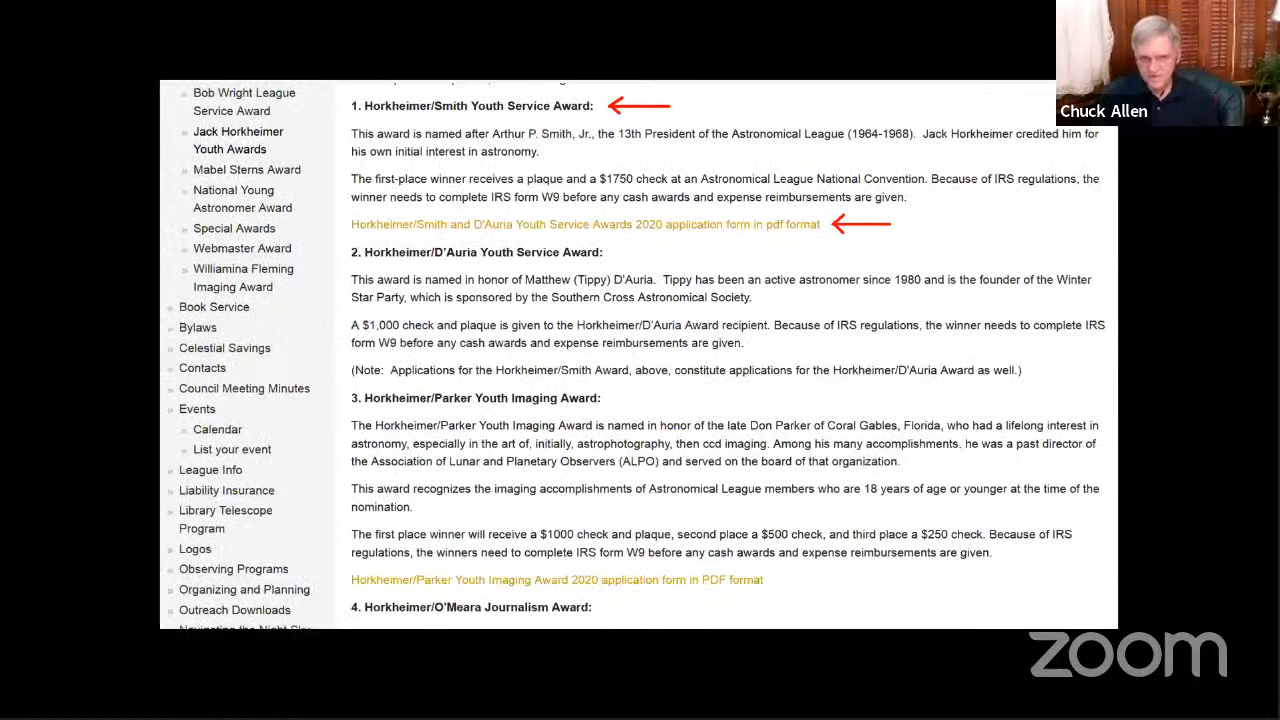 Bob Wright League
Service Award
Jack Horkheimer
Youth Awards
Mabel Sterns Award
National Young
Astronomer Award
Special Awards
Webmaster Award
Williamina Fleming
Imaging Award
Book Service
Bylaws
Celestial Savings
Contacts
Council Meeting Minutes
Events
Calendar
List your event
League Info
Liability Insurance
Library Telescope
Program
Logos
Observing Programs
Organizing and Planning
Outreach Downloads
Navigating the Night Sky
1. Horkheimer/Smith Youth Service Award:
This award is named after Arthur P. Smith, Jr., the 13th President of the Astronomical League (1964-1968). Jack Horkheimer credited him for
his own initial interest in astronomy.
The first-place winner receives a plaque and a $1750 check at an Astronomical League National Convention. Because of IRS regulations, the
winner needs to complete IRS form W9 before any cash awards and expense reimbursements are given.
Horkheimer/Smith and D'Auria Youth Service Awards 2020 application form in pdf format
2. Horkheimer/D'Auria Youth Service Award:
This award is named in honor of Matthew (Tippy) D'Auria. Tippy has been an active astronomer since 1980 and is the founder of the Winter
Star Party, which is sponsored by the Southern Cross Astronomical Society.
A $1,000 check and plaque is given to the Horkheimer/D'Auria Award recipient. Because of IRS regulations, the winner needs to complete IRS
form W9 before any cash awards and expense reimbursements are given.
(Note: Applications for the Horkheimer/Smith Award, above, constitute applications for the Horkheimer/D'Auria Award as well.)
3. Horkheimer/Parker Youth Imaging Award:
The Horkheimer/Parker Youth Imaging Award is named in honor of the late Don Parker of Coral Gables, Florida, who had a lifelong interest in
astronomy, especially in the art of, initially, astrophotography, then ccd imaging. Among his many accomplishments, he was a past director of
the Association of Lunar and Planetary Observers (ALPO) and served on the board of that organization.
This award recognizes the imaging accomplishments of Astronomical League members who are 18 years of age or younger at the time of the
nomination.
The first place winner will receive a $1000 check and plaque, second place a $500 check, and third place a $250 check. Because of IRS
regulations, the winners need to complete IRS form W9 before any cash awards and expense reimbursements are given.
Horkheimer/Parker Youth Imaging Award 2020 application form in PDF format
4. Horkheimer/O'Meara Journalism Award:
Chuck Allen
zoom